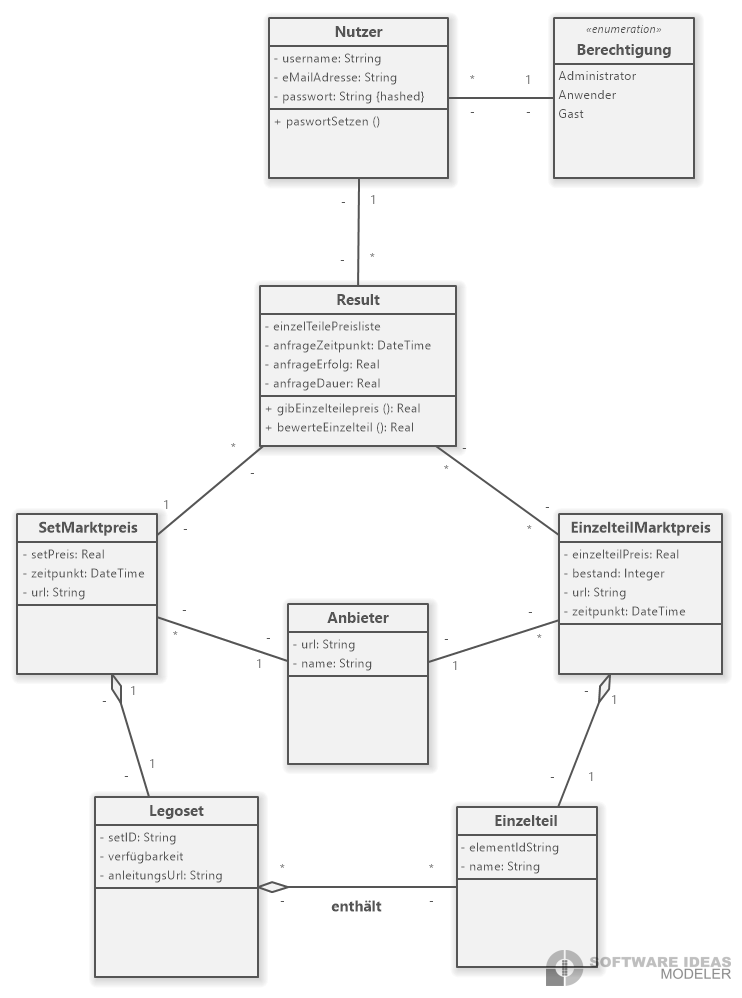 Nutzer
- username: Strring
- eMailAdresse: String
- passwort: String {hashed}
+ paswortSetzen ()
«enumeration»
Berechtigung
Administrator
Anwender
Gast
* 1
- -
- 1
- *
Result
- einzelTeilePreisliste
- anfrageZeitpunkt: DateTime
- anfrageErfolg: Real
- anfrageDauer: Real
+ gibEinzelteilepreis (): Real
+ bewerteEinzelteil (): Real
* -
- *
1 -
- *
SetMarktpreis
- setPreis: Real
- zeitpunkt: DateTime
- url: String
EinzelteilMarktpreis
- einzelteilPreis: Real
- bestand: Integer
- url: String
- zeitpunkt: DateTime
Anbieter
- url: String
- name: String
- -
* *
- -
1 1
- 1
- 1
- 1
- 1
Legoset
- setID: String
- verfügbarkeit
- anleitungsUrl: String
Einzelteil
- elementIdString
- name: String
* *
- -
enthält
SOFTWARE IDEAS
MODELER